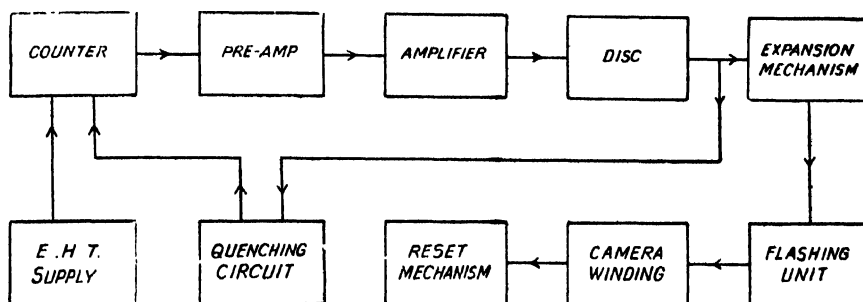 COUNTER
PRE-AMP
AMPLIFIER
DISC
EXPANSION
MECHANISM
E.H.T.
SUPPLY
QUENCHING
CIRCUIT
RESET
MECHANISM
CAMERA
WINDING
FLASHING
UNIT